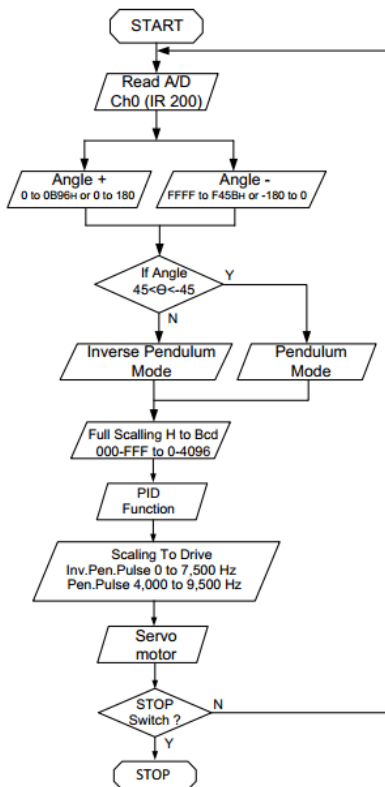 START
Read A/D
Ch0 (IR 200)
Angle +
0 to 0B96H or 0 to 180
Angle -
FFFF to F45BH or -180 to 0
If Angle
45<Θ<-45
Y
N
Inverse Pendulum
Mode
Pendulum
Mode
Full Scalling H to Bcd
000-FFF to 0-4096
PID
Function
Scaling To Drive
Inv.Pen.Pulse 0 to 7,500 Hz
Pen.Pulse 4,000 to 9,500 Hz
Servo
motor
STOP
Switch ?
N
Y
STOP